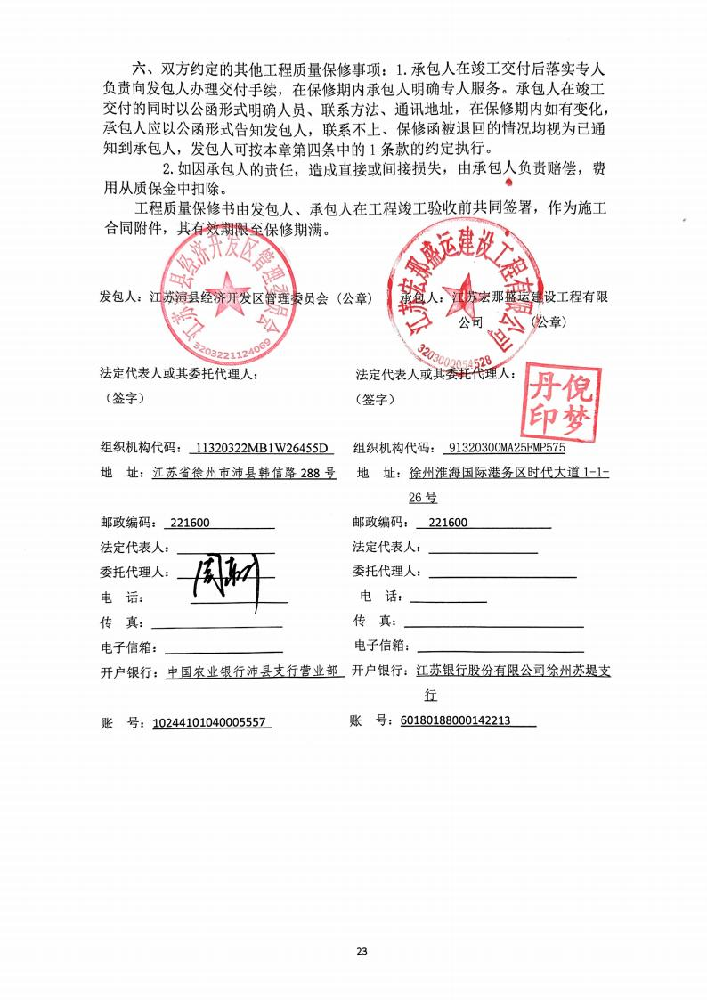 六、双方约定的其他工程质量保修事项：1.承包人在竣工交付后落实专人
负责向发包人办理交付手续，在保修期内承包人明确专人服务。承包人在竣工
交付的同时以公函形式明确人员、联系方法、通讯地址，在保修期内如有变化，
承包人应以公函形式告知发包人，联系不上、保修函被退回的情况均视为已通
知到承包人，发包人可按本章第四条中的 1 条款的约定执行。
2.如因承包人的责任，造成直接或间接损失，由承包人负责赔偿，费
用从质保金中扣除。
工程质量保修书由发包人、承包人在工程竣工验收前共同签署，作为施工
合同附件，其有效期限至保修期满。
江苏沛县经济开发区管理委员会
3203221124069
江苏宏那盛运建设工程有限公司
3203000054528
发包人：江苏沛县经济开发区管理委员会（公章）
承包人：江苏宏那盛运建设工程有限
公司 （公章）
法定代表人或其委托代理人：
（签字）
法定代表人或其委托代理人：
（签字）
倪梦丹印
组织机构代码：11320322MB1W26455D
组织机构代码：91320300MA25FMP575
地 址：江苏省徐州市沛县韩信路 288 号
地 址：徐州淮海国际港务区时代大道 1-1-
26 号
邮政编码：221600
邮政编码：221600
法定代表人：
法定代表人：
委托代理人：
委托代理人：
电 话：
电 话：
传 真：
传 真：
电子信箱：
电子信箱：
开户银行：中国农业银行沛县支行营业部
开户银行：江苏银行股份有限公司徐州苏堤支
行
账 号：10244101040005557
账 号：60180188000142213
23